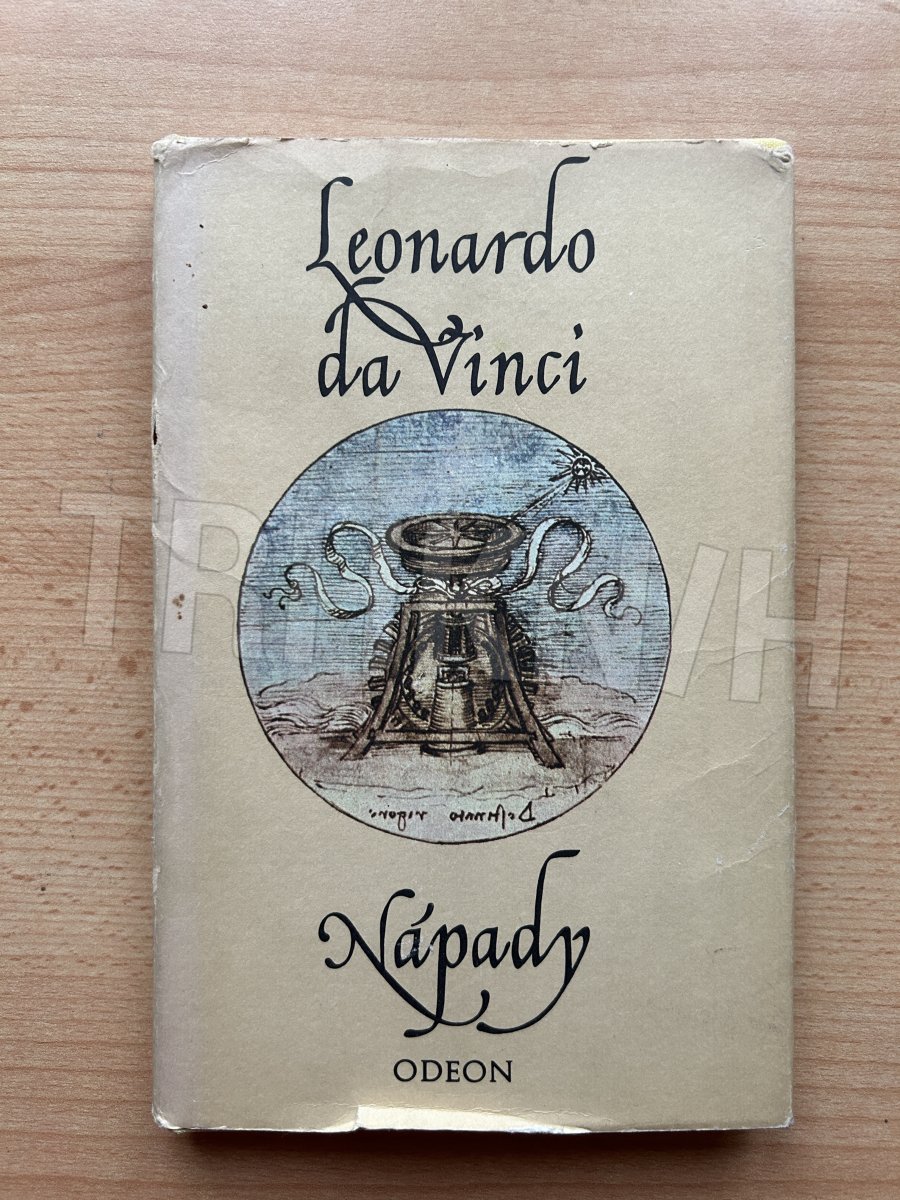 Leonardo
da Vinci
Nápady
ODEON